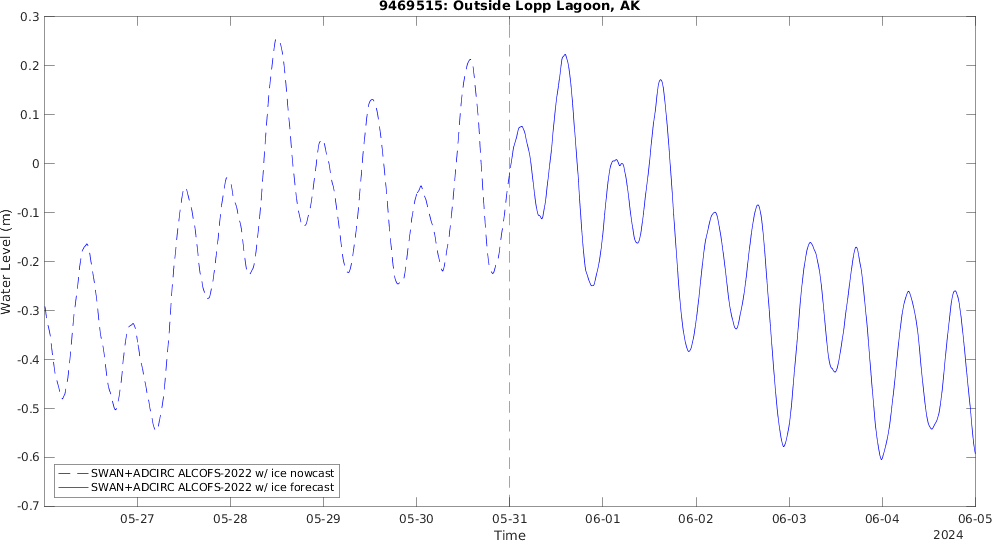 9469515: Outside Lopp Lagoon, AK
0.3
0.2
0.1
0
-0.1
-0.2
-0.3
-0.4
-0.5
-0.6
-0.7
Water Level (m)
SWAN+ADCIRC ALCOFS-2022 w/ ice nowcast
SWAN+ADCIRC ALCOFS-2022 w/ ice forecast
05-27 05-28 05-29 05-30 05-31 06-01 06-02 06-03 06-04 06-05
Time
2024